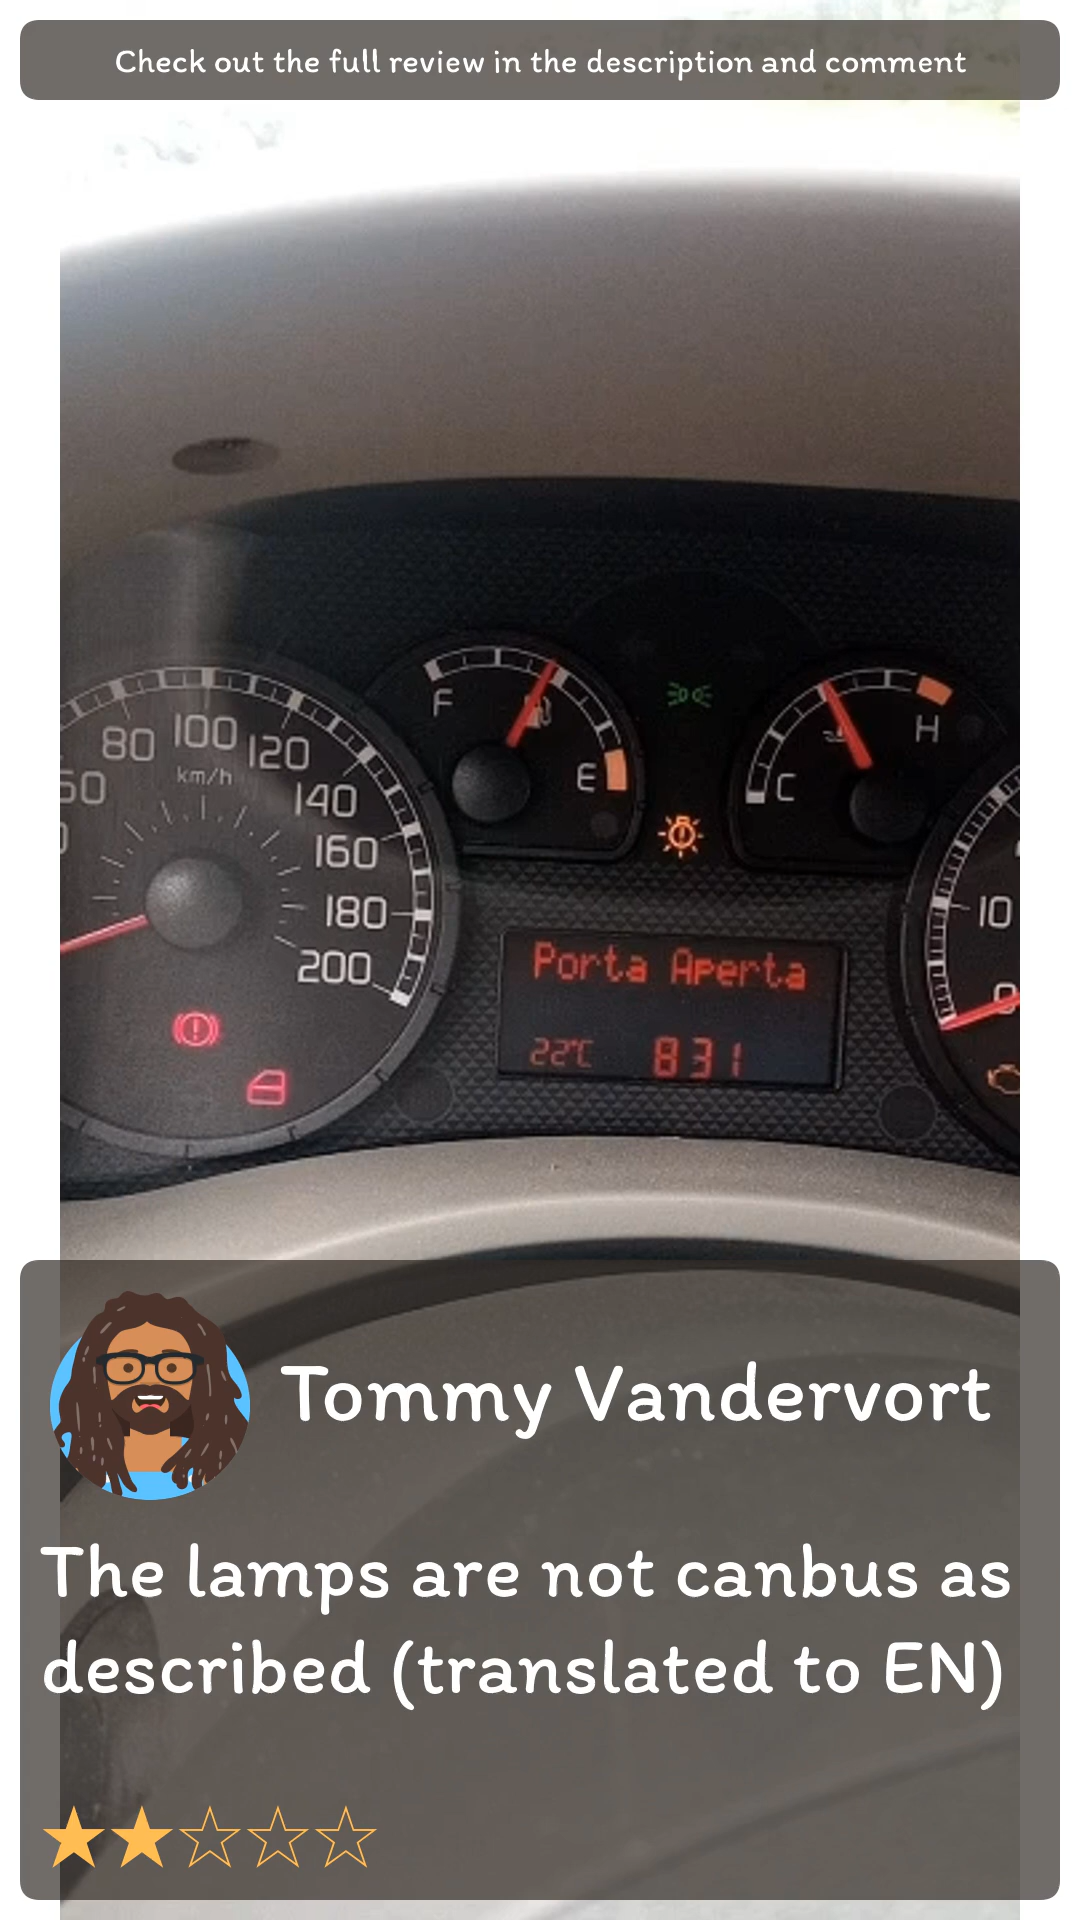 Check out the full review in the description and comment
F
E
C
H
80
100
120
km/h
140
160
180
200
10
0
Porta Aperta
22°C
831
Tommy Vandervort
The lamps are not canbus as
described (translated to EN)